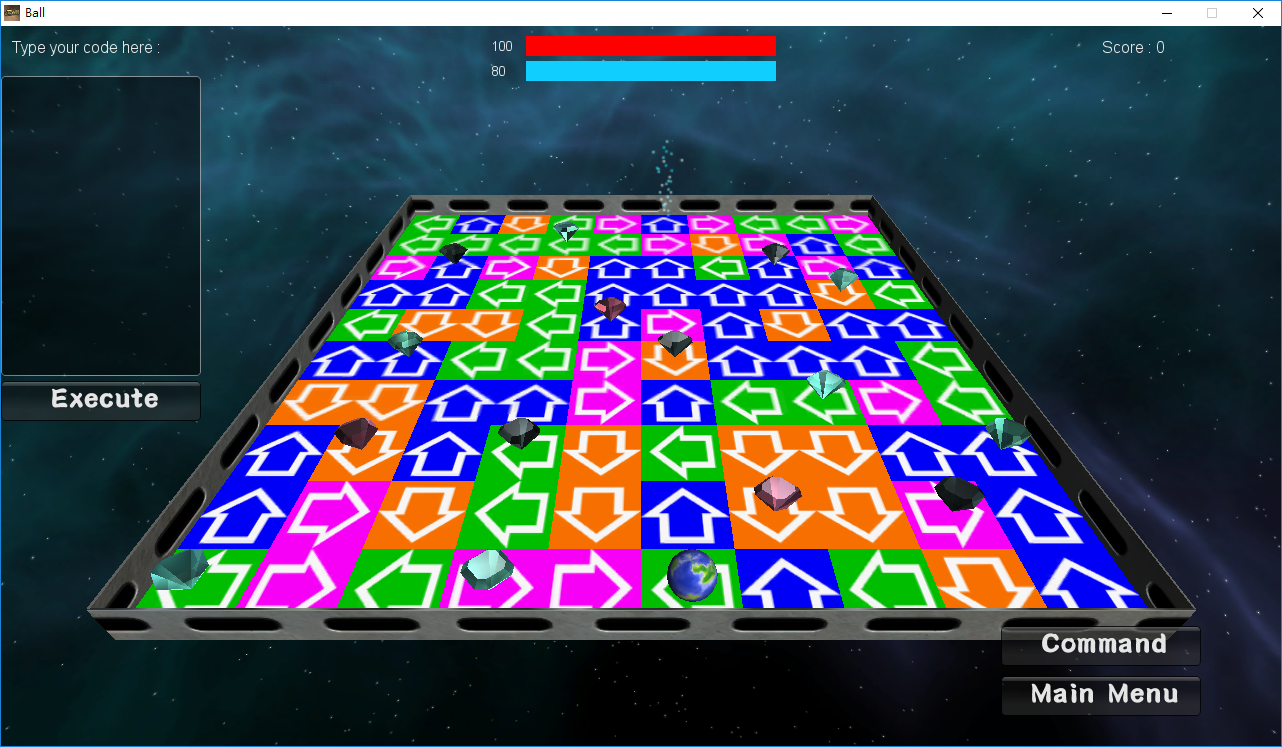 Ball
Type your code here :
100
80
Score : 0
Execute
Command
Main Menu